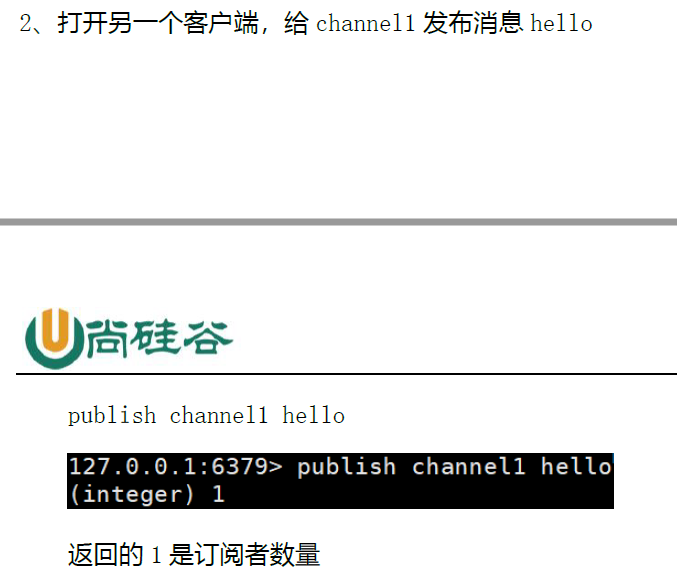 2、打开另一个客户端，给 channel1 发布消息 hello
尚硅谷
publish channel1 hello
127.0.0.1:6379> publish channel1 hello
(integer) 1
返回的 1 是订阅者数量